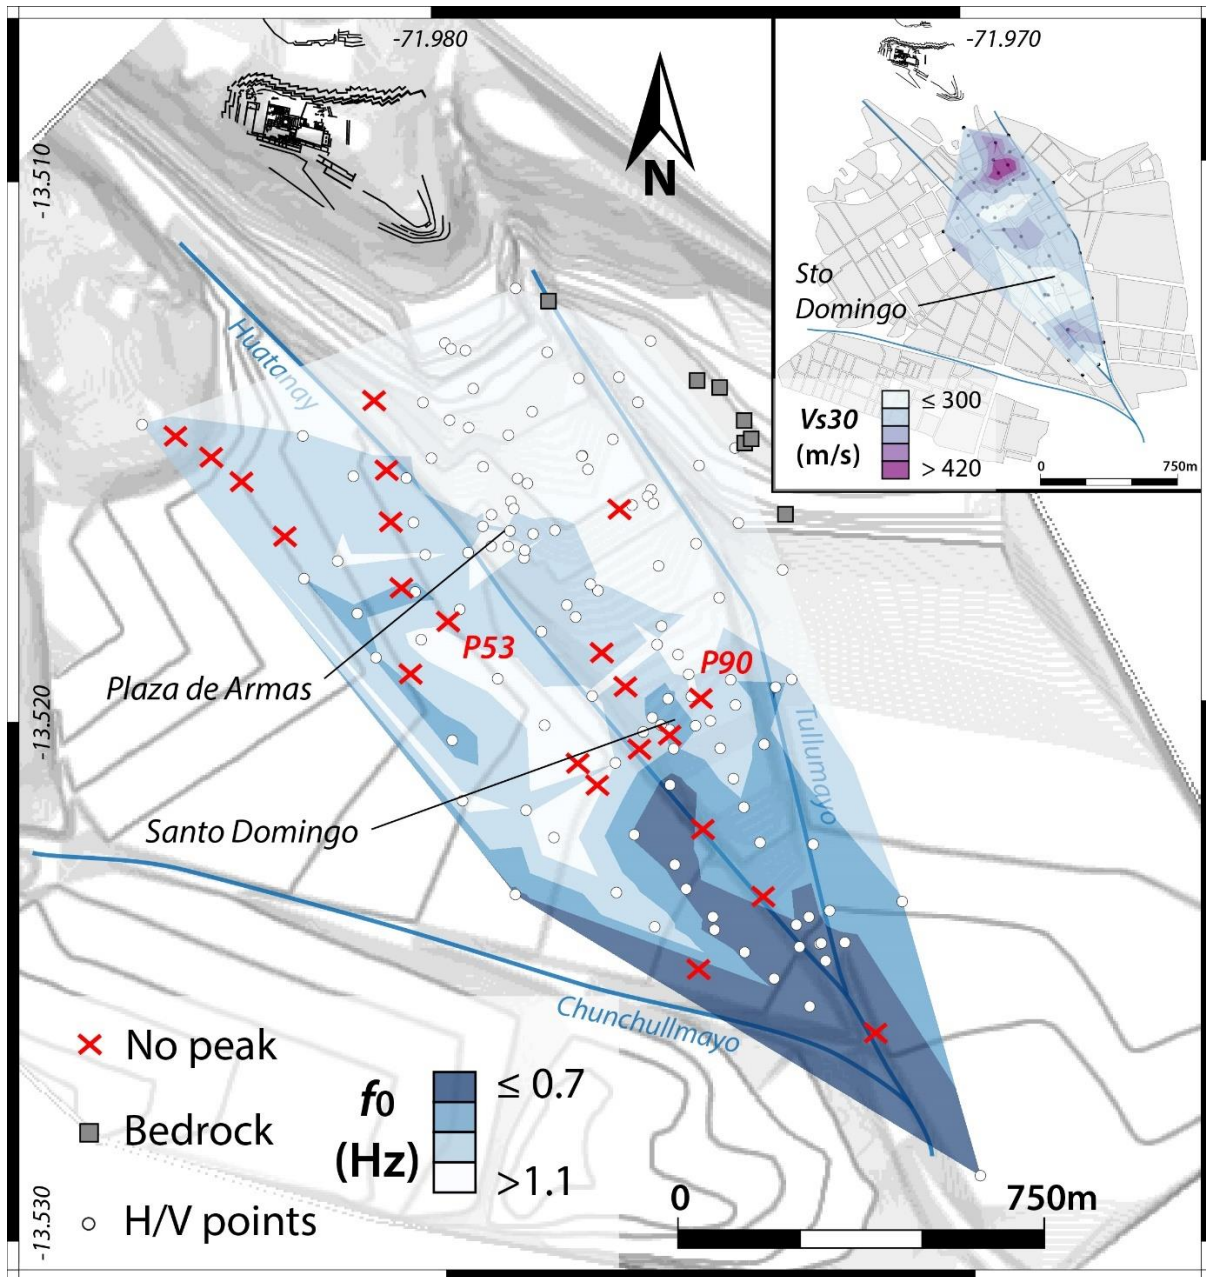 -71.980
-71.970
-13.510
N
Sto
Domingo
Vs30
(m/s)
≤ 300
> 420
0
750m
Huatanay
P53
P90
Plaza de Armas
-13.520
Tullumayo
Santo Domingo
Chunchullmayo
No peak
Bedrock
H/V points
f0
(Hz)
≤ 0.7
>1.1
0
750m
-13.530